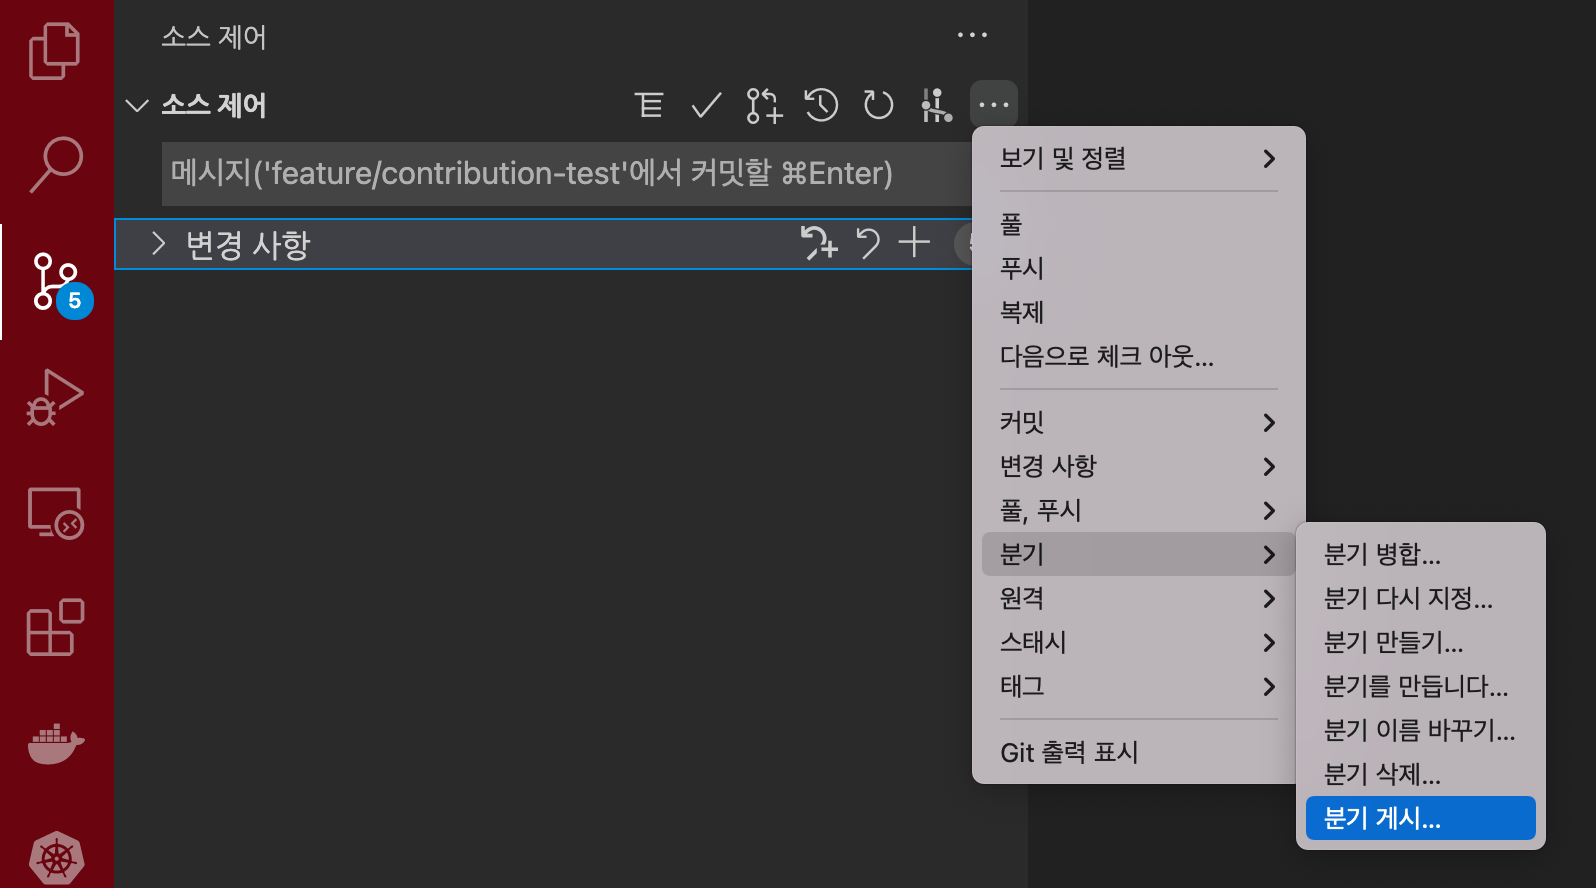 소스 제어
소스 제어
메시지('feature/contribution-test'에서 커밋할 ⌘Enter)
변경 사항
5
보기 및 정렬
풀
푸시
복제
다음으로 체크 아웃...
커밋
변경 사항
풀, 푸시
분기
원격
스태시
태그
Git 출력 표시
분기 병합...
분기 다시 지정...
분기 만들기...
분기를 만듭니다...
분기 이름 바꾸기...
분기 삭제...
분기 게시...